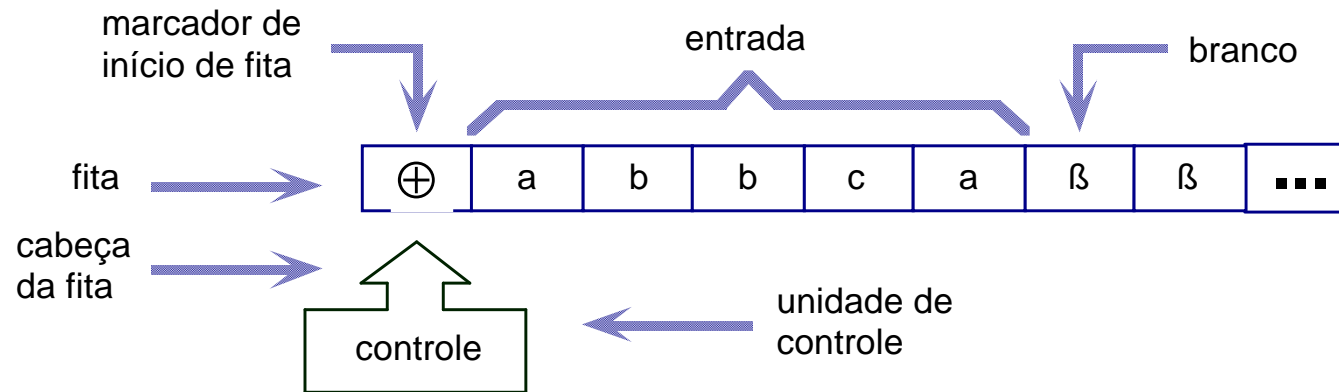 marcador de
início de fita
entrada
branco
fita
⊕ a b b c a ß ß ...
cabeça
da fita
controle
unidade de
controle